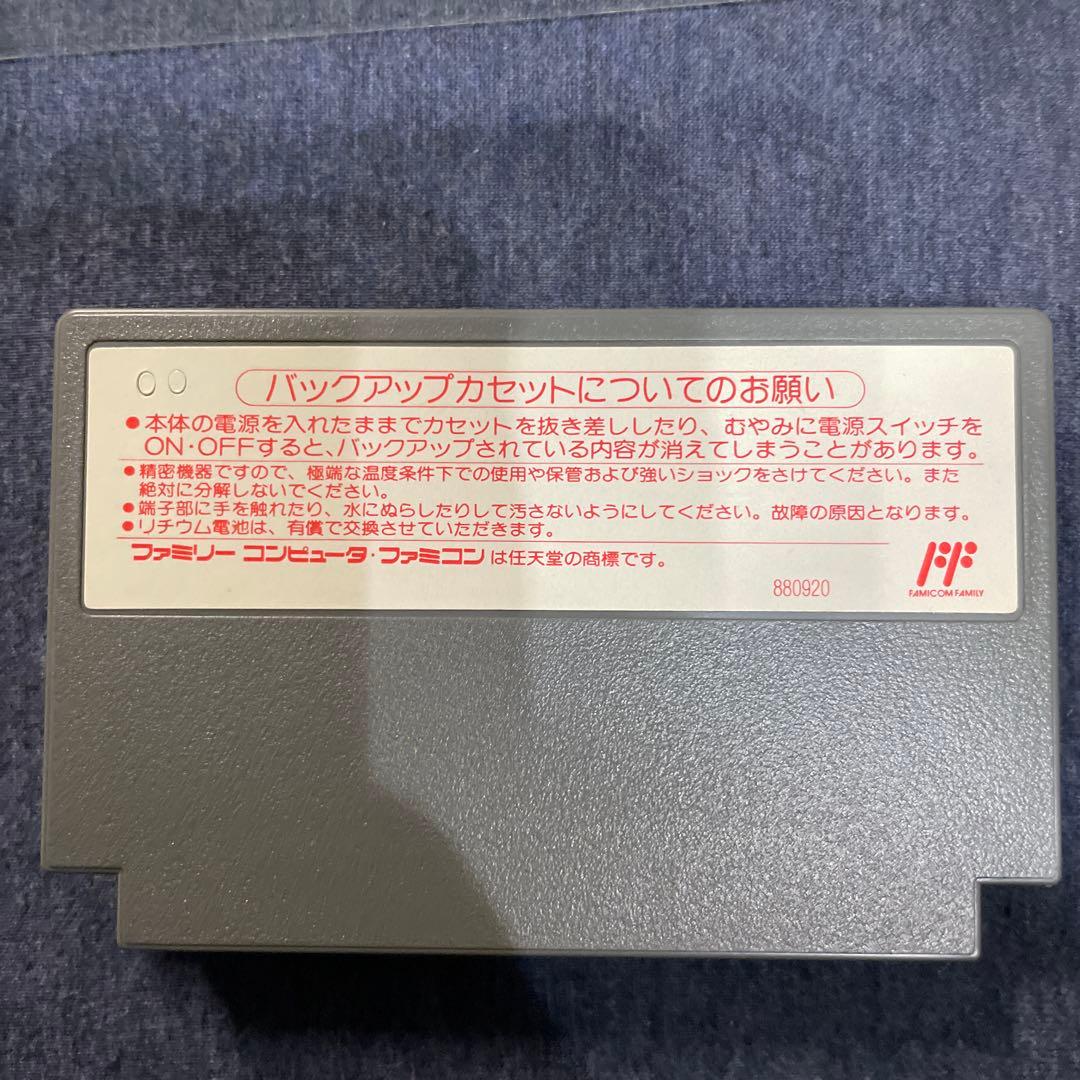 00
バックアップカセットについてのお願い
●本体の電源を入れたままでカセットを抜き差ししたり、むやみに電源スイッチを
ON・OFFすると、バックアップされている内容が消えてしまうことがあります。
●精密機器ですので、極端な温度条件下での使用や保管および強いショックをさけてください。また
絶対に分解しないでください。
●端子部に手を触れたり、水にぬらしたりして汚さないようにしてください。故障の原因となります。
●リチウム電池は、有償で交換させていただきます。
ファミリー コンピュータ・ファミコンは任天堂の商標です。
880920
FAMICOM FAMILY